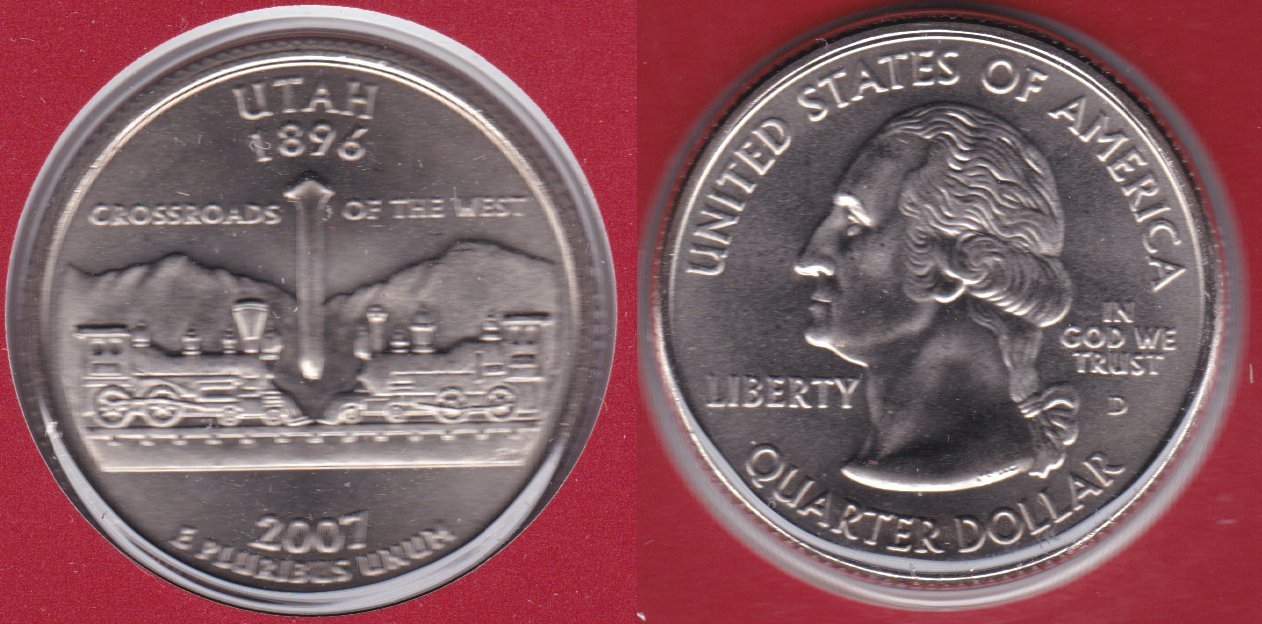 UTAH
1896
CROSSROADS OF THE WEST
2007
E PLURIBUS UNUM
UNITED STATES OF AMERICA
IN
GOD WE
TRUST
LIBERTY
D
QUARTER DOLLAR